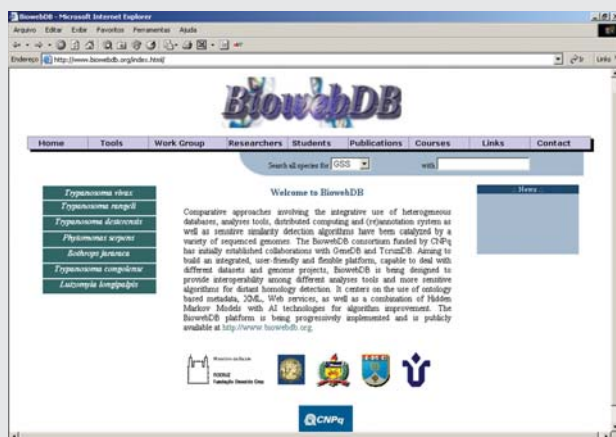 BiowebDB - Microsoft Internet Explorer
Arquivo Editar Exibir Favoritos Ferramentas Ajuda
Endereço http://www.biowebdb.org/index.html/ Ir Links
BiowebDB
Home Tools Work Group Researchers Students Publications Courses Links Contact
Search all species for GSS with
Trypanosoma vivax
Trypanosoma rangeli
Trypanosoma
Phytomonas serpens
Bothrops jararaca
Trypanosoma congolense
Lutzomyia longipalpis
Welcome to BiowebDB
Comparative approaches involving the integrative use of heterogeneous
databases, analyses tools, distributed computing and (re)annotation system as
well as sensitive similarity detection algorithms have been catalyzed by a
variety of sequenced genomes. The BiowebDB consortium funded by CNPq
has initially established collaborations with GeneDB and TcruziDB. Aiming to
build an integrated, user-friendly and flexible platform, capable to deal with
different datasets and genome projects, BiowebDB is being designed to
provide interoperability among different analyses tools and more sensitive
algorithms for distant homology detection. It centers on the use of ontology
based metadata, XML, Web services, as well as a combination of Hidden
Markov Models with AI technologies for algorithm improvement. The
BiowebDB platform is being progressively implemented and is publicly
available at http://www.biowebdb.org.
.: News :.
FIOCRUZ
Fundação Oswaldo Cruz
CNPq